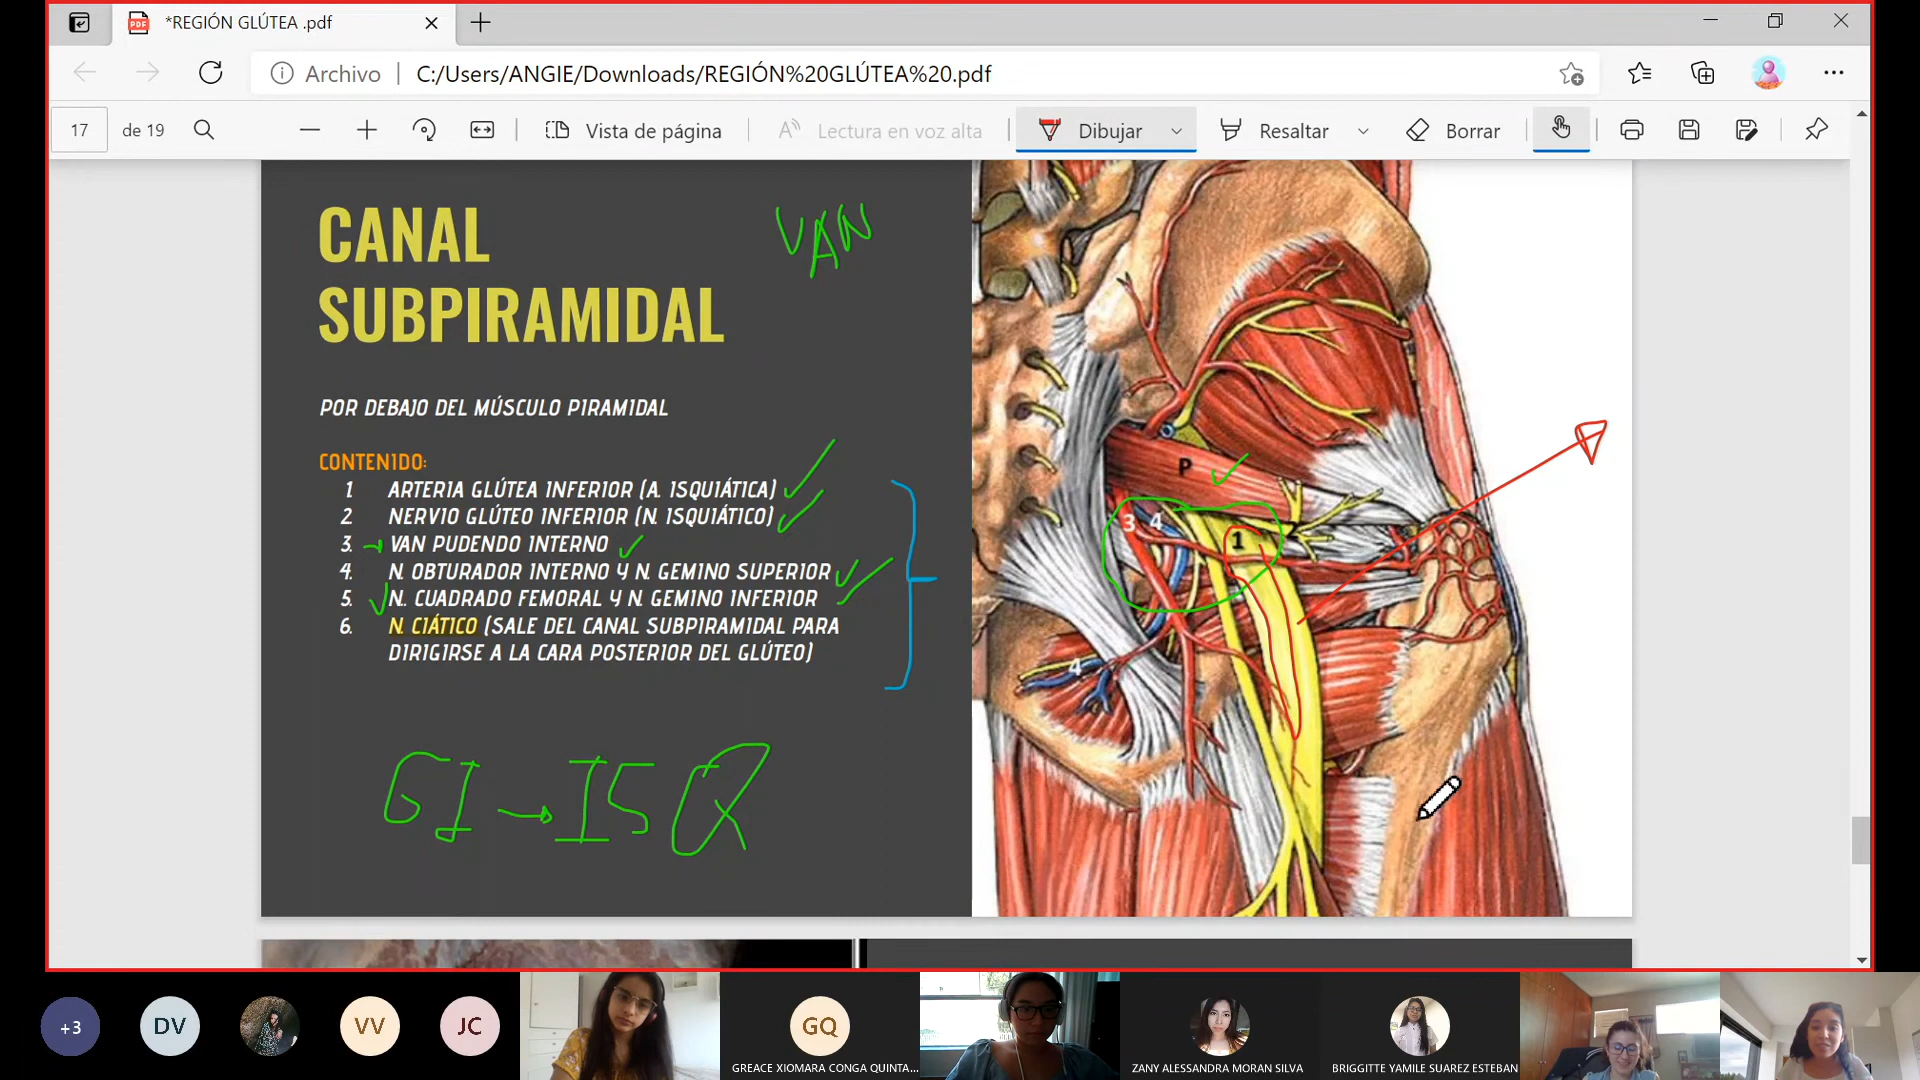 *REGIÓN GLÚTEA .pdf
Archivo | C:/Users/ANGIE/Downloads/REGIÓN%20GLÚTEA%20.pdf
17 de 19
Vista de página
Lectura en voz alta
Dibujar
Resaltar
Borrar
CANAL
SUBPIRAMIDAL
VAN
POR DEBAJO DEL MÚSCULO PIRAMIDAL
CONTENIDO:
1. ARTERIA GLÚTEA INFERIOR (A. ISQUIÁTICA)
2. NERVIO GLÚTEO INFERIOR (N. ISQUIÁTICO)
3. VAN PUDENDO INTERNO
4. N. OBTURADOR INTERNO Y N. GEMINO SUPERIOR
5. N. CUADRADO FEMORAL Y N. GEMINO INFERIOR
6. N. CIÁTICO (SALE DEL CANAL SUBPIRAMIDAL PARA
DIRIGIRSE A LA CARA POSTERIOR DEL GLÚTEO)
GI → ISQ
P
3 4
1
4
+3
DV
VV
JC
GQ
GREACE XIOMARA CONGA QUINTA...
ZANY ALESSANDRA MORAN SILVA
BRIGGITTE YAMILE SUAREZ ESTEBAN